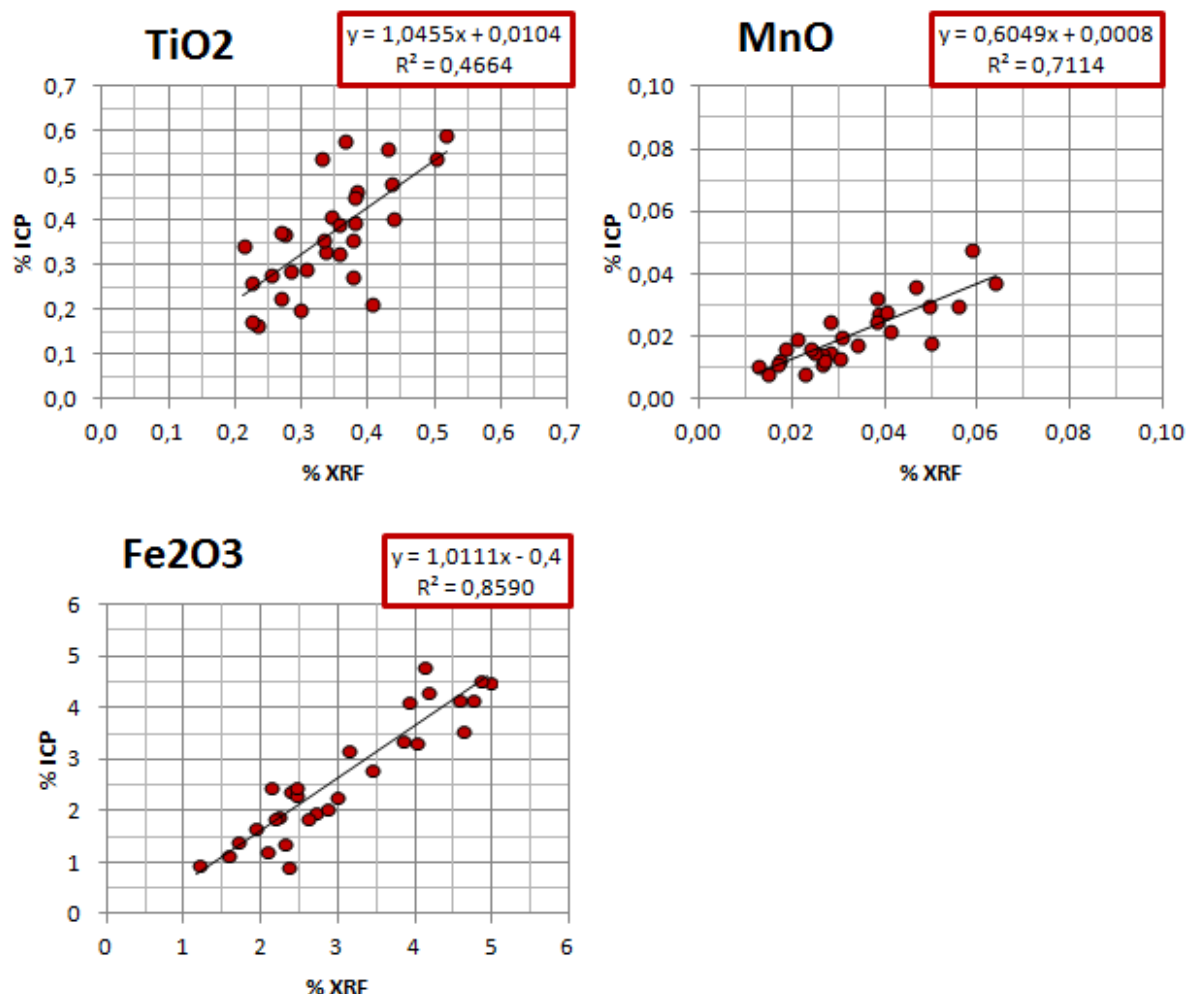 TiO2
y = 1,0455x + 0,0104
R² = 0,4664
0,7
0,6
0,5
0,4
0,3
0,2
0,1
0,0
% ICP
0,0 0,1 0,2 0,3 0,4 0,5 0,6 0,7
% XRF
MnO
y = 0,6049x + 0,0008
R² = 0,7114
0,10
0,08
0,06
0,04
0,02
0,00
% ICP
0,00 0,02 0,04 0,06 0,08 0,10
% XRF
Fe2O3
y = 1,0111x - 0,4
R² = 0,8590
6
5
4
3
2
1
0
% ICP
0 1 2 3 4 5 6
% XRF